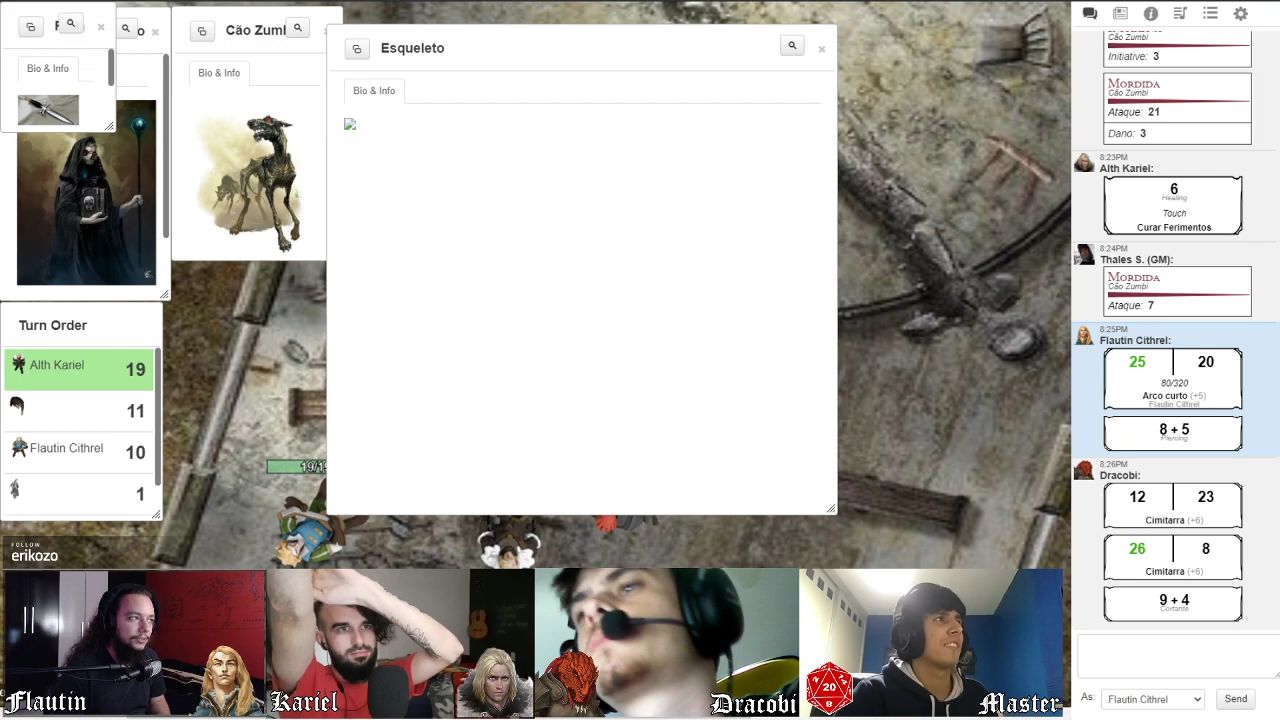 Bio & Info
Cão Zumb
Bio & Info
Esqueleto
Bio & Info
Turn Order
Alth Kariel 19
11
Flautin Cithrel 10
1
19/1
FOLLOW
erikozo
Flautin
Kariel
Dracobi
20
8
Master
Cão Zumbi
Initiative: 3
Mordida
Cão Zumbi
Ataque: 21
Dano: 3
8:23PM
Alth Kariel:
6
Healing
Touch
Curar Ferimentos
8:24PM
Thales S. (GM):
Mordida
Cão Zumbi
Ataque: 7
8:25PM
Flautin Cithrel:
25 20
80/320
Arco curto (+5)
Flautin Cithrel
8 + 5
Piercing
8:26PM
Dracobi:
12 23
Cimitarra (+6)
26 8
Cimitarra (+6)
9 + 4
Cortante
As: Flautin Cithrel Send